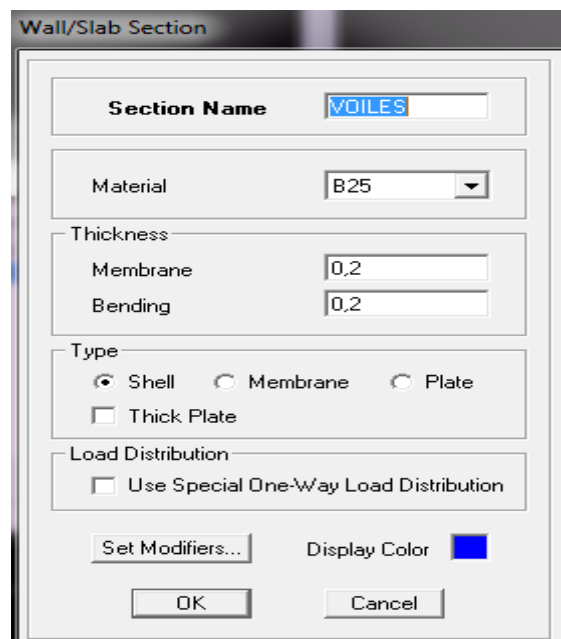 Wall/Slab Section
Section Name VOILES
Material B25
Thickness
Membrane 0,2
Bending 0,2
Type
Shell Membrane Plate
Thick Plate
Load Distribution
Use Special One-Way Load Distribution
Set Modifiers... Display Color
OK Cancel